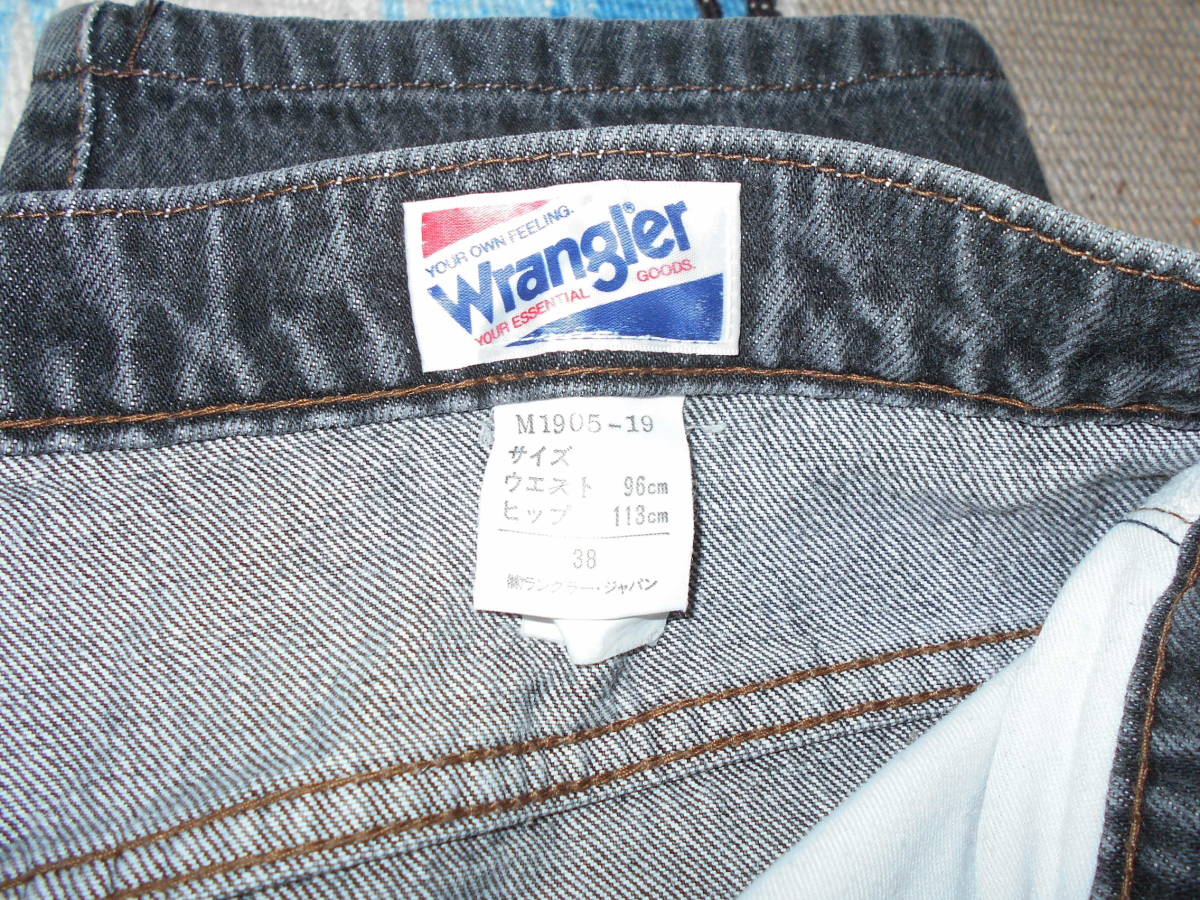 YOUR OWN FEELING.
Wrangler
YOUR ESSENTIAL GOODS.
M1905-19
サイズ
ウエスト 96cm
ヒップ 113cm
38
㈱ラングラー・ジャパン